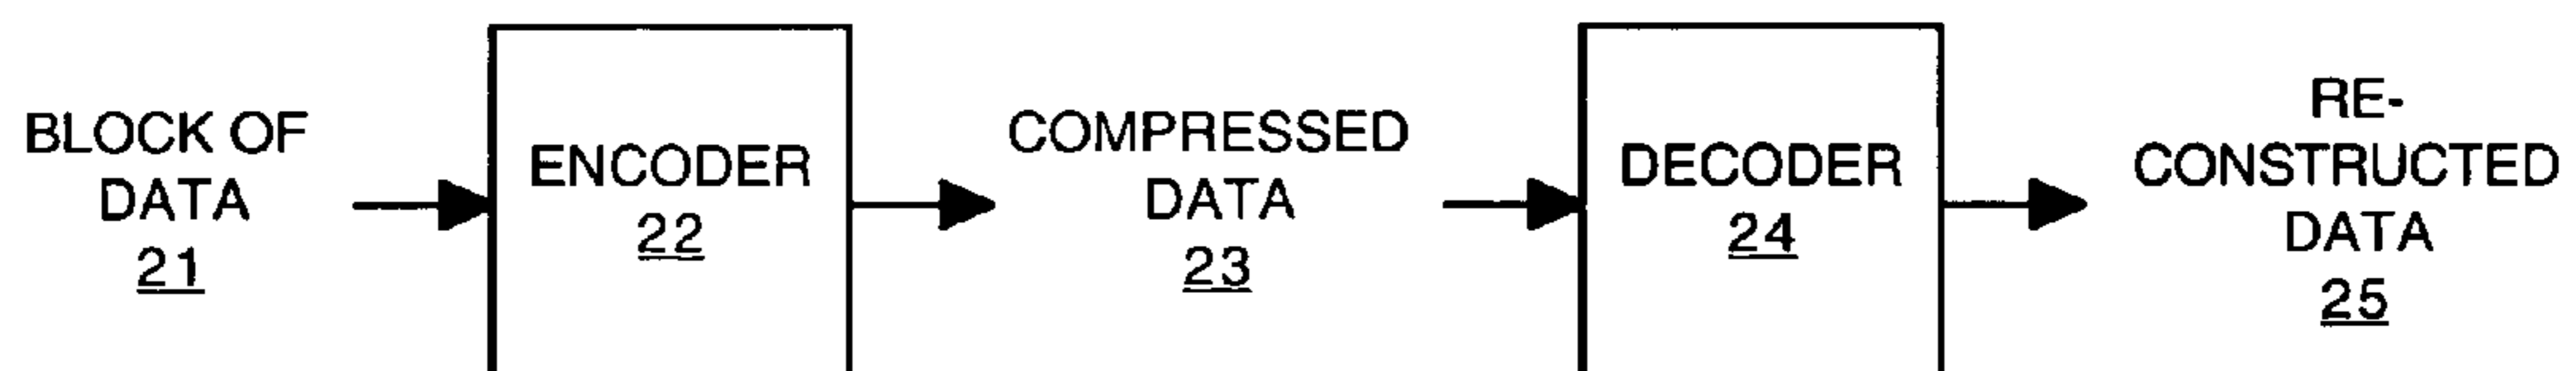 BLOCK OF
DATA
21
ENCODER
22
COMPRESSED
DATA
23
DECODER
24
RE-
CONSTRUCTED
DATA
25